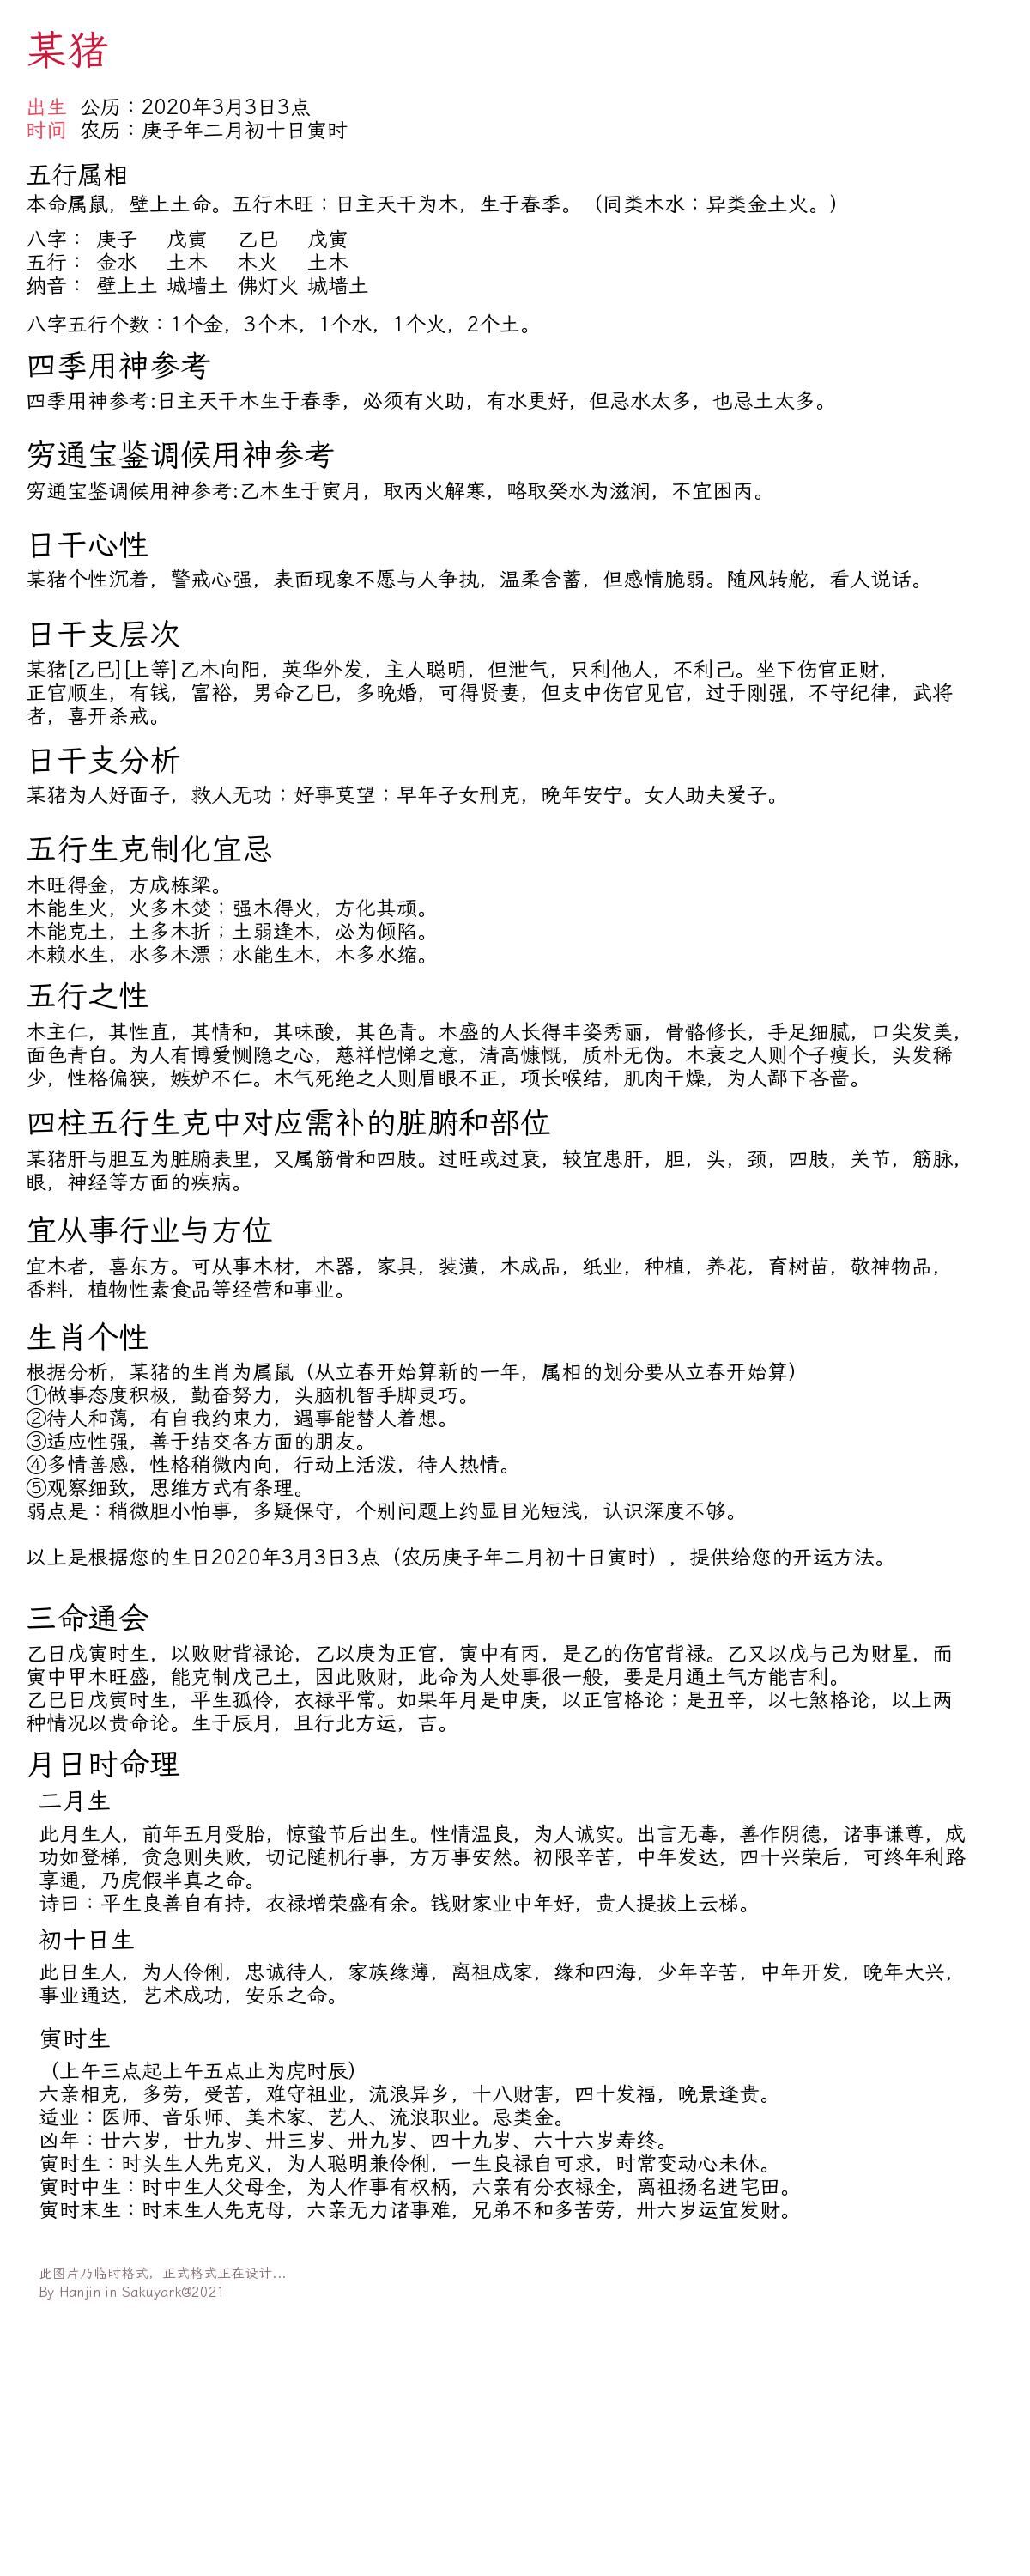 某猪
出生 公历：2020年3月3日3点
时间 农历：庚子年二月初十日寅时
五行属相
本命属鼠，壁上土命。五行木旺；日主天干为木，生于春季。（同类木水；异类金土火。）
八字： 庚子 戊寅 乙巳 戊寅
五行： 金水 土木 木火 土木
纳音： 壁上土 城墙土 佛灯火 城墙土
八字五行个数：1个金，3个木，1个水，1个火，2个土。
四季用神参考
四季用神参考:日主天干木生于春季，必须有火助，有水更好，但忌水太多，也忌土太多。
穷通宝鉴调候用神参考
穷通宝鉴调候用神参考:乙木生于寅月，取丙火解寒，略取癸水为滋润，不宜困丙。
日干心性
某猪个性沉着，警戒心强，表面现象不愿与人争执，温柔含蓄，但感情脆弱。随风转舵，看人说话。
日干支层次
某猪[乙巳][上等]乙木向阳，英华外发，主人聪明，但泄气，只利他人，不利己。坐下伤官正财，
正官顺生，有钱，富裕，男命乙巳，多晚婚，可得贤妻，但支中伤官见官，过于刚强，不守纪律，武将
者，喜开杀戒。
日干支分析
某猪为人好面子，救人无功；好事莫望；早年子女刑克，晚年安宁。女人助夫爱子。
五行生克制化宜忌
木旺得金，方成栋梁。
木能生火，火多木焚；强木得火，方化其顽。
木能克土，土多木折；土弱逢木，必为倾陷。
木赖水生，水多木漂；水能生木，木多水缩。
五行之性
木主仁，其性直，其情和，其味酸，其色青。木盛的人长得丰姿秀丽，骨骼修长，手足细腻，口尖发美，
面色青白。为人有博爱恻隐之心，慈祥恺悌之意，清高慷慨，质朴无伪。木衰之人则个子瘦长，头发稀
少，性格偏狭，嫉妒不仁。木气死绝之人则眉眼不正，项长喉结，肌肉干燥，为人鄙下吝啬。
四柱五行生克中对应需补的脏腑和部位
某猪肝与胆互为脏腑表里，又属筋骨和四肢。过旺或过衰，较宜患肝，胆，头，颈，四肢，关节，筋脉，
眼，神经等方面的疾病。
宜从事行业与方位
宜木者，喜东方。可从事木材，木器，家具，装潢，木成品，纸业，种植，养花，育树苗，敬神物品，
香料，植物性素食品等经营和事业。
生肖个性
根据分析，某猪的生肖为属鼠（从立春开始算新的一年，属相的划分要从立春开始算）
①做事态度积极，勤奋努力，头脑机智手脚灵巧。
②待人和蔼，有自我约束力，遇事能替人着想。
③适应性强，善于结交各方面的朋友。
④多情善感，性格稍微内向，行动上活泼，待人热情。
⑤观察细致，思维方式有条理。
弱点是：稍微胆小怕事，多疑保守，个别问题上约显目光短浅，认识深度不够。
以上是根据您的生日2020年3月3日3点（农历庚子年二月初十日寅时），提供给您的开运方法。
三命通会
乙日戊寅时生，以败财背禄论，乙以庚为正官，寅中有丙，是乙的伤官背禄。乙又以戊与己为财星，而
寅中甲木旺盛，能克制戊己土，因此败财，此命为人处事很一般，要是月通土气方能吉利。
乙巳日戊寅时生，平生孤伶，衣禄平常。如果年月是申庚，以正官格论；是丑辛，以七煞格论，以上两
种情况以贵命论。生于辰月，且行北方运，吉。
月日时命理
二月生
此月生人，前年五月受胎，惊蛰节后出生。性情温良，为人诚实。出言无毒，善作阴德，诸事谦尊，成
功如登梯，贪急则失败，切记随机行事，方万事安然。初限辛苦，中年发达，四十兴荣后，可终年利路
享通，乃虎假半真之命。
诗曰：平生良善自有持，衣禄增荣盛有余。钱财家业中年好，贵人提拔上云梯。
初十日生
此日生人，为人伶俐，忠诚待人，家族缘薄，离祖成家，缘和四海，少年辛苦，中年开发，晚年大兴，
事业通达，艺术成功，安乐之命。
寅时生
（上午三点起上午五点止为虎时辰）
六亲相克，多劳，受苦，难守祖业，流浪异乡，十八财害，四十发福，晚景逢贵。
适业：医师、音乐师、美术家、艺人、流浪职业。忌类金。
凶年：廿六岁，廿九岁、卅三岁、卅九岁、四十九岁、六十六岁寿终。
寅时生：时头生人先克义，为人聪明兼伶俐，一生良禄自可求，时常变动心未休。
寅时中生：时中生人父母全，为人作事有权柄，六亲有分衣禄全，离祖扬名进宅田。
寅时末生：时末生人先克母，六亲无力诸事难，兄弟不和多苦劳，卅六岁运宜发财。
此图片乃临时格式，正式格式正在设计...
By Hanjin in Sakuyark@2021